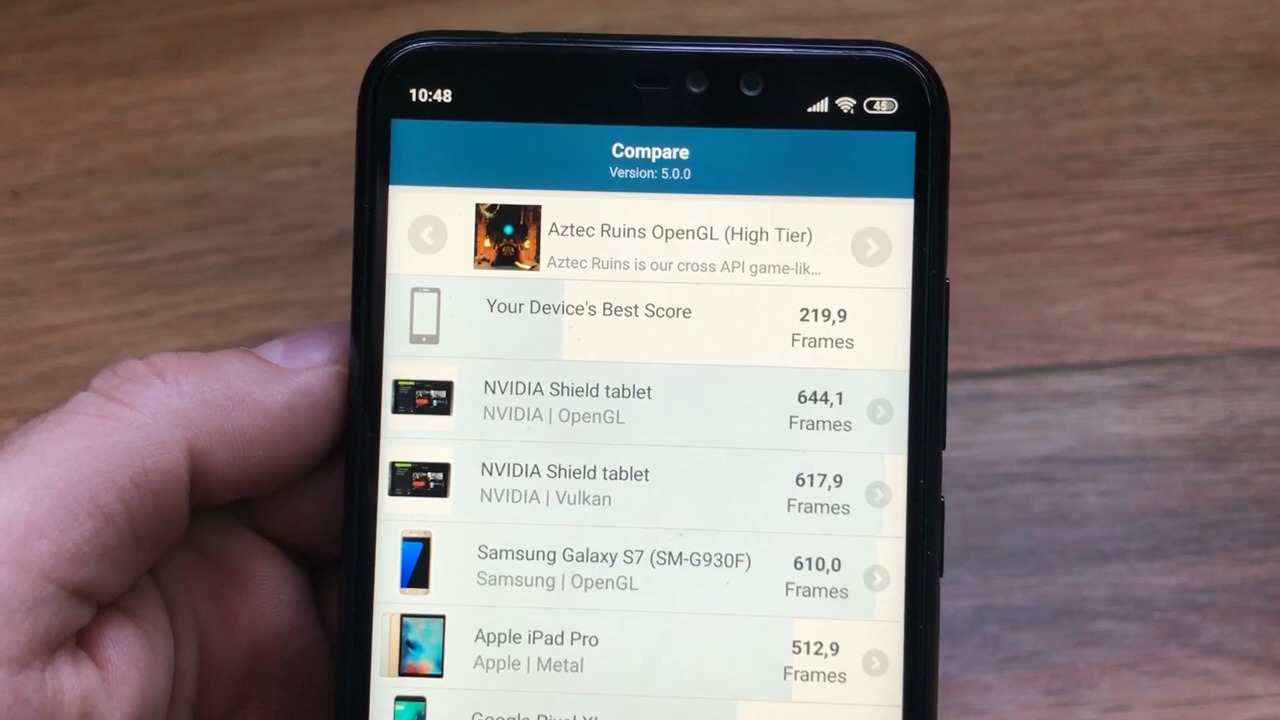 10:48
45
Compare
Version: 5.0.0
Aztec Ruins OpenGL (High Tier)
Aztec Ruins is our cross API game-lik...
Your Device's Best Score
219,9
Frames
NVIDIA Shield tablet
644,1
NVIDIA | OpenGL
Frames
NVIDIA Shield tablet
617,9
NVIDIA | Vulkan
Frames
Samsung Galaxy S7 (SM-G930F)
610,0
Samsung | OpenGL
Frames
Apple iPad Pro
512,9
Apple | Metal
Frames
Google Pixel XL